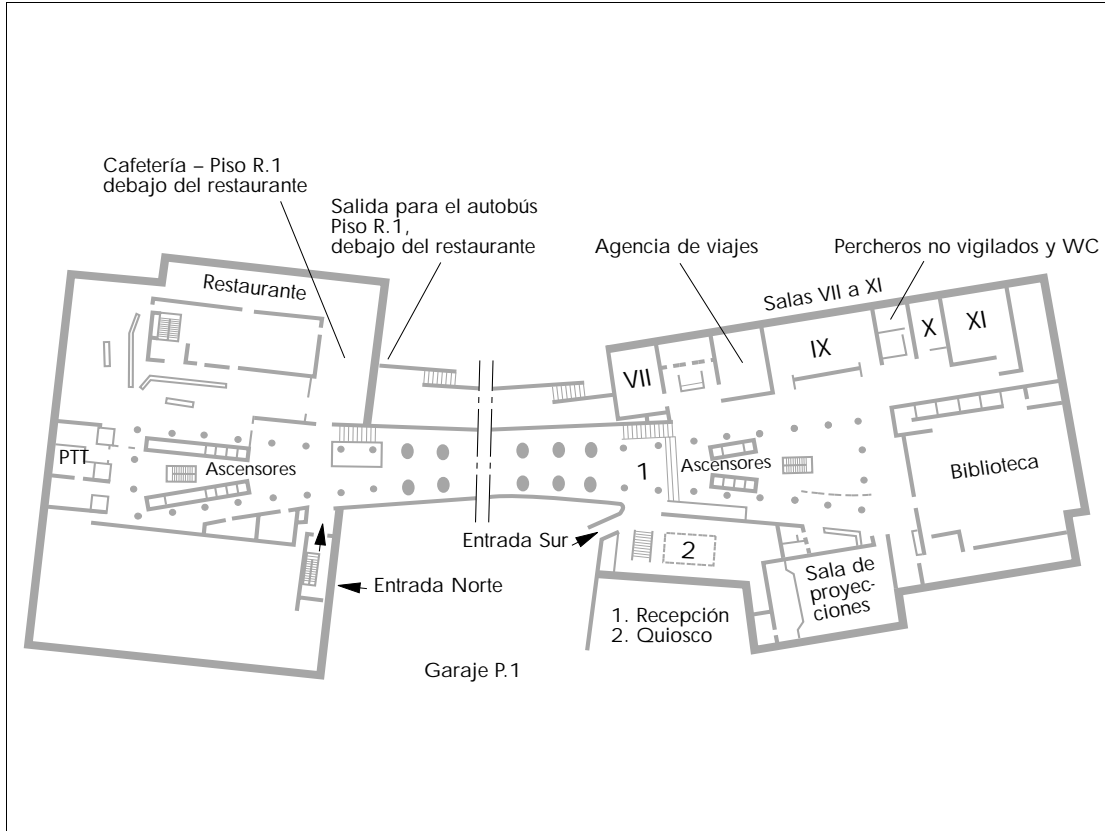 Cafetería – Piso R.1
debajo del restaurante
Salida para el autobús
Piso R.1,
debajo del restaurante
Agencia de viajes
Percheros no vigilados y WC
Restaurante
Salas VII a XI
VII
IX
X
XI
PTT
Ascensores
1
Ascensores
Biblioteca
Entrada Sur
2
Entrada Norte
Sala de
proyec-
ciones
1. Recepción
2. Quiosco
Garaje P.1